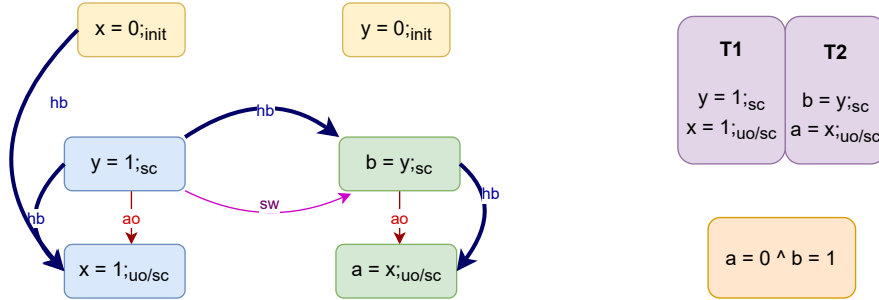 x = 0;init
y = 0;init
T1
T2
hb
y = 1;sc
b = y;sc
x = 1;uo/sc
a = x;uo/sc
hb
y = 1;sc
b = y;sc
hb
hb
sw
ao
ao
x = 1;uo/sc
a = x;uo/sc
a = 0 ^ b = 1